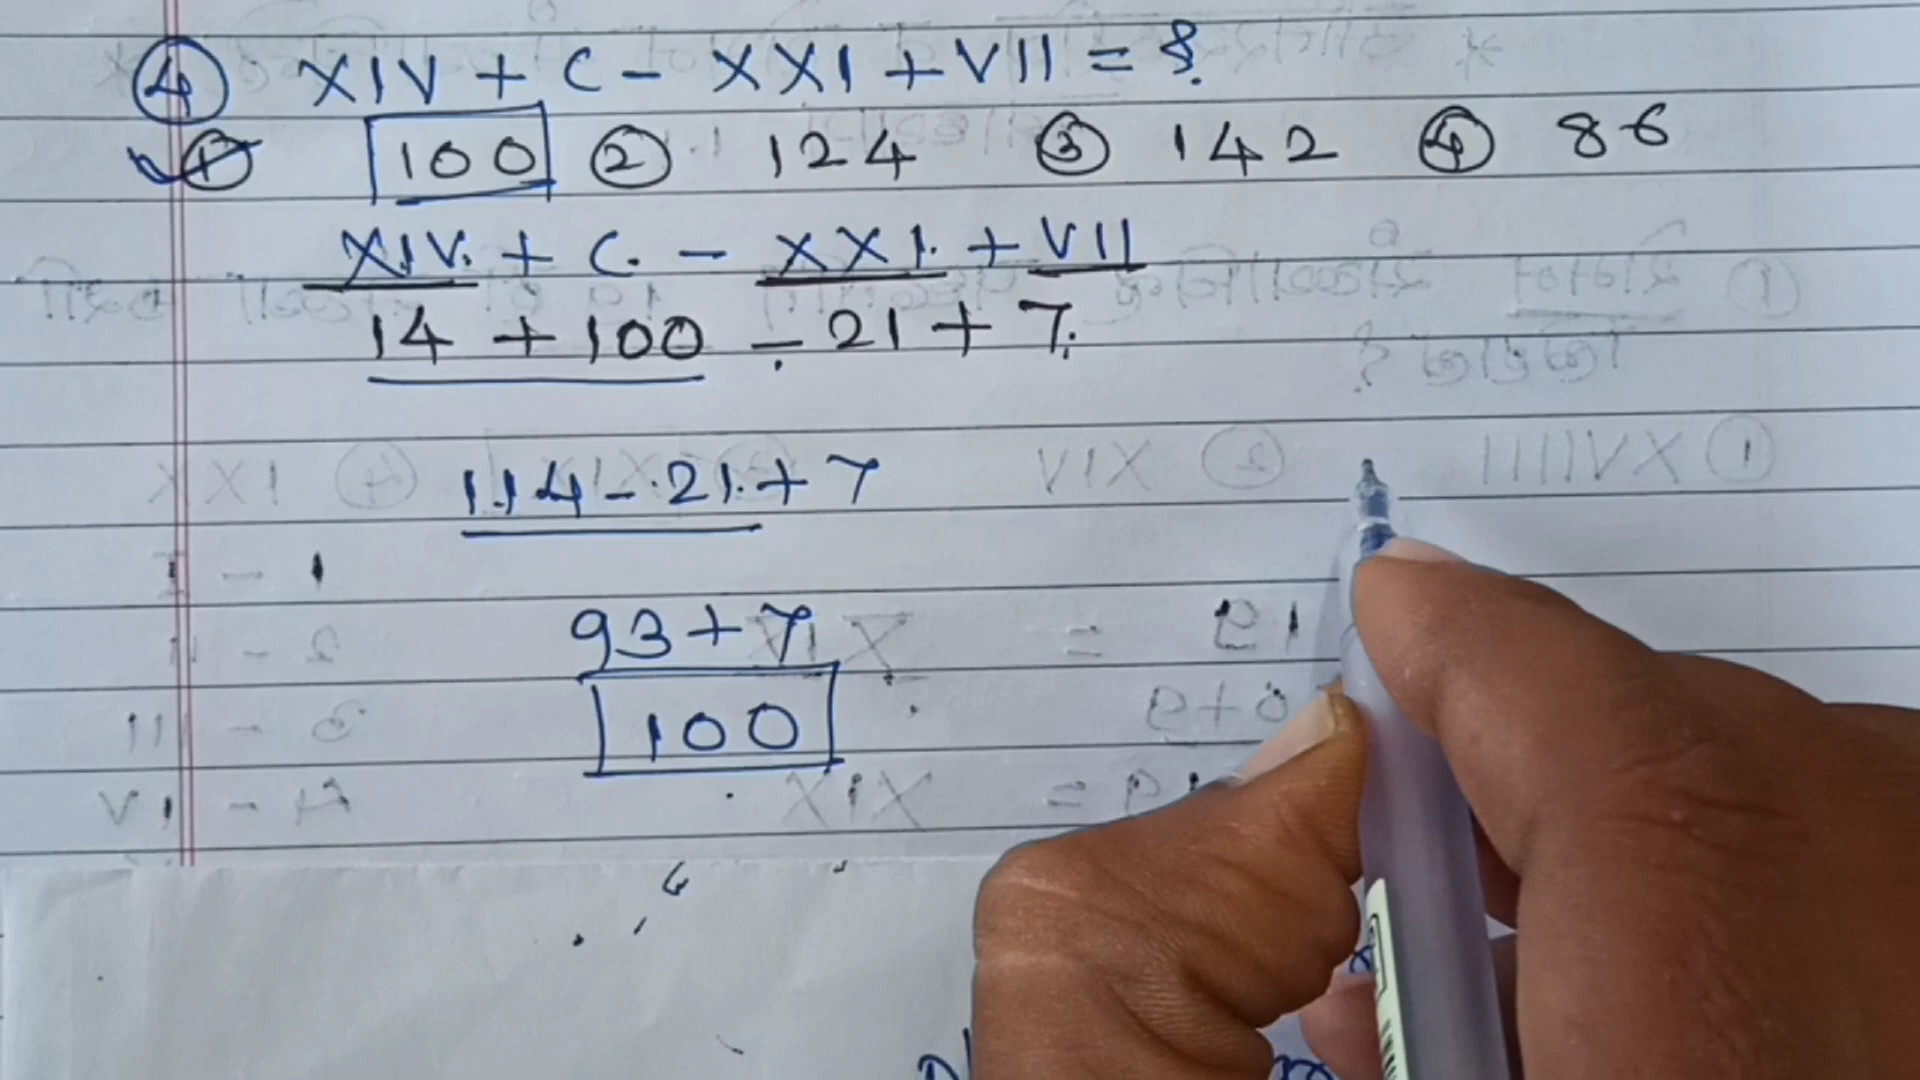 ④ XIV + C - XXI + VII = ?
① 100 ② 124 ③ 142 ④ 86
XIV + C - XXI + VII
14 + 100 - 21 + 7
114 - 21 + 7
93 + 7
100